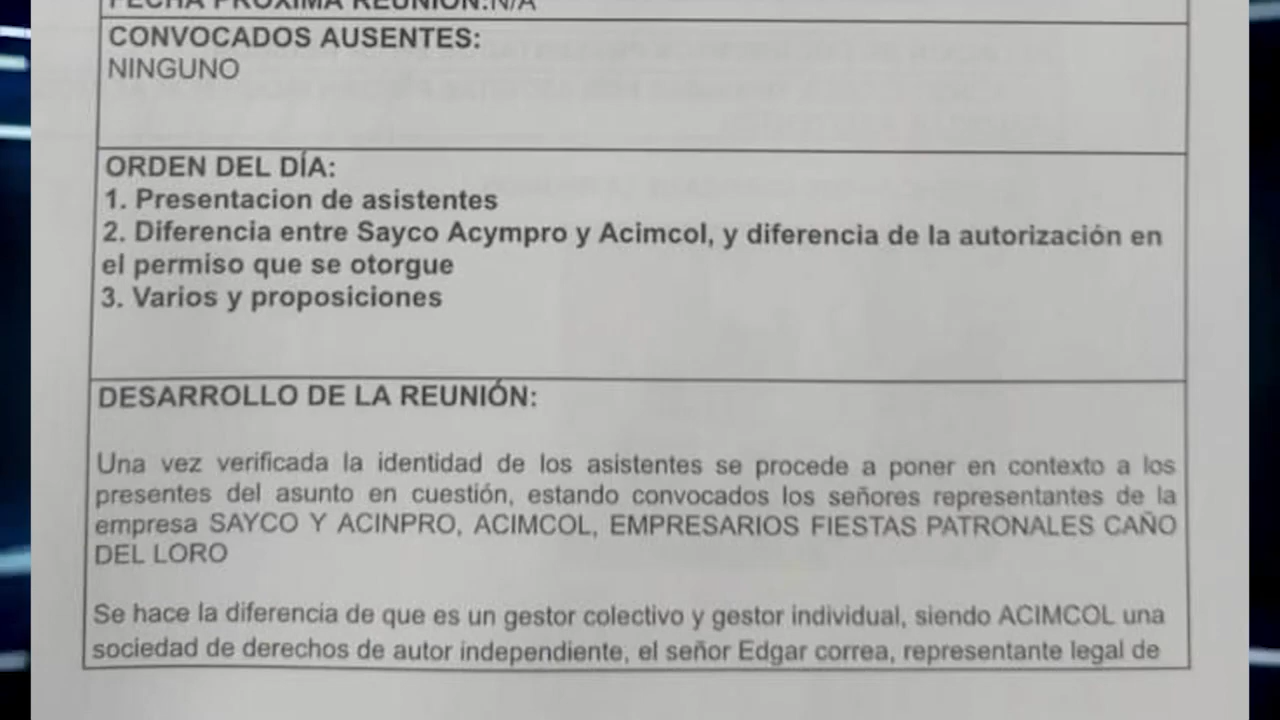 FECHA PRÓXIMA REUNIÓN:N/A
CONVOCADOS AUSENTES:
NINGUNO
ORDEN DEL DÍA:
1. Presentacion de asistentes
2. Diferencia entre Sayco Acympro y Acimcol, y diferencia de la autorización en
el permiso que se otorgue
3. Varios y proposiciones
DESARROLLO DE LA REUNIÓN:
Una vez verificada la identidad de los asistentes se procede a poner en contexto a los
presentes del asunto en cuestión, estando convocados los señores representantes de la
empresa SAYCO Y ACINPRO, ACIMCOL, EMPRESARIOS FIESTAS PATRONALES CAÑO
DEL LORO
Se hace la diferencia de que es un gestor colectivo y gestor individual, siendo ACIMCOL una
sociedad de derechos de autor independiente, el señor Edgar correa, representante legal de